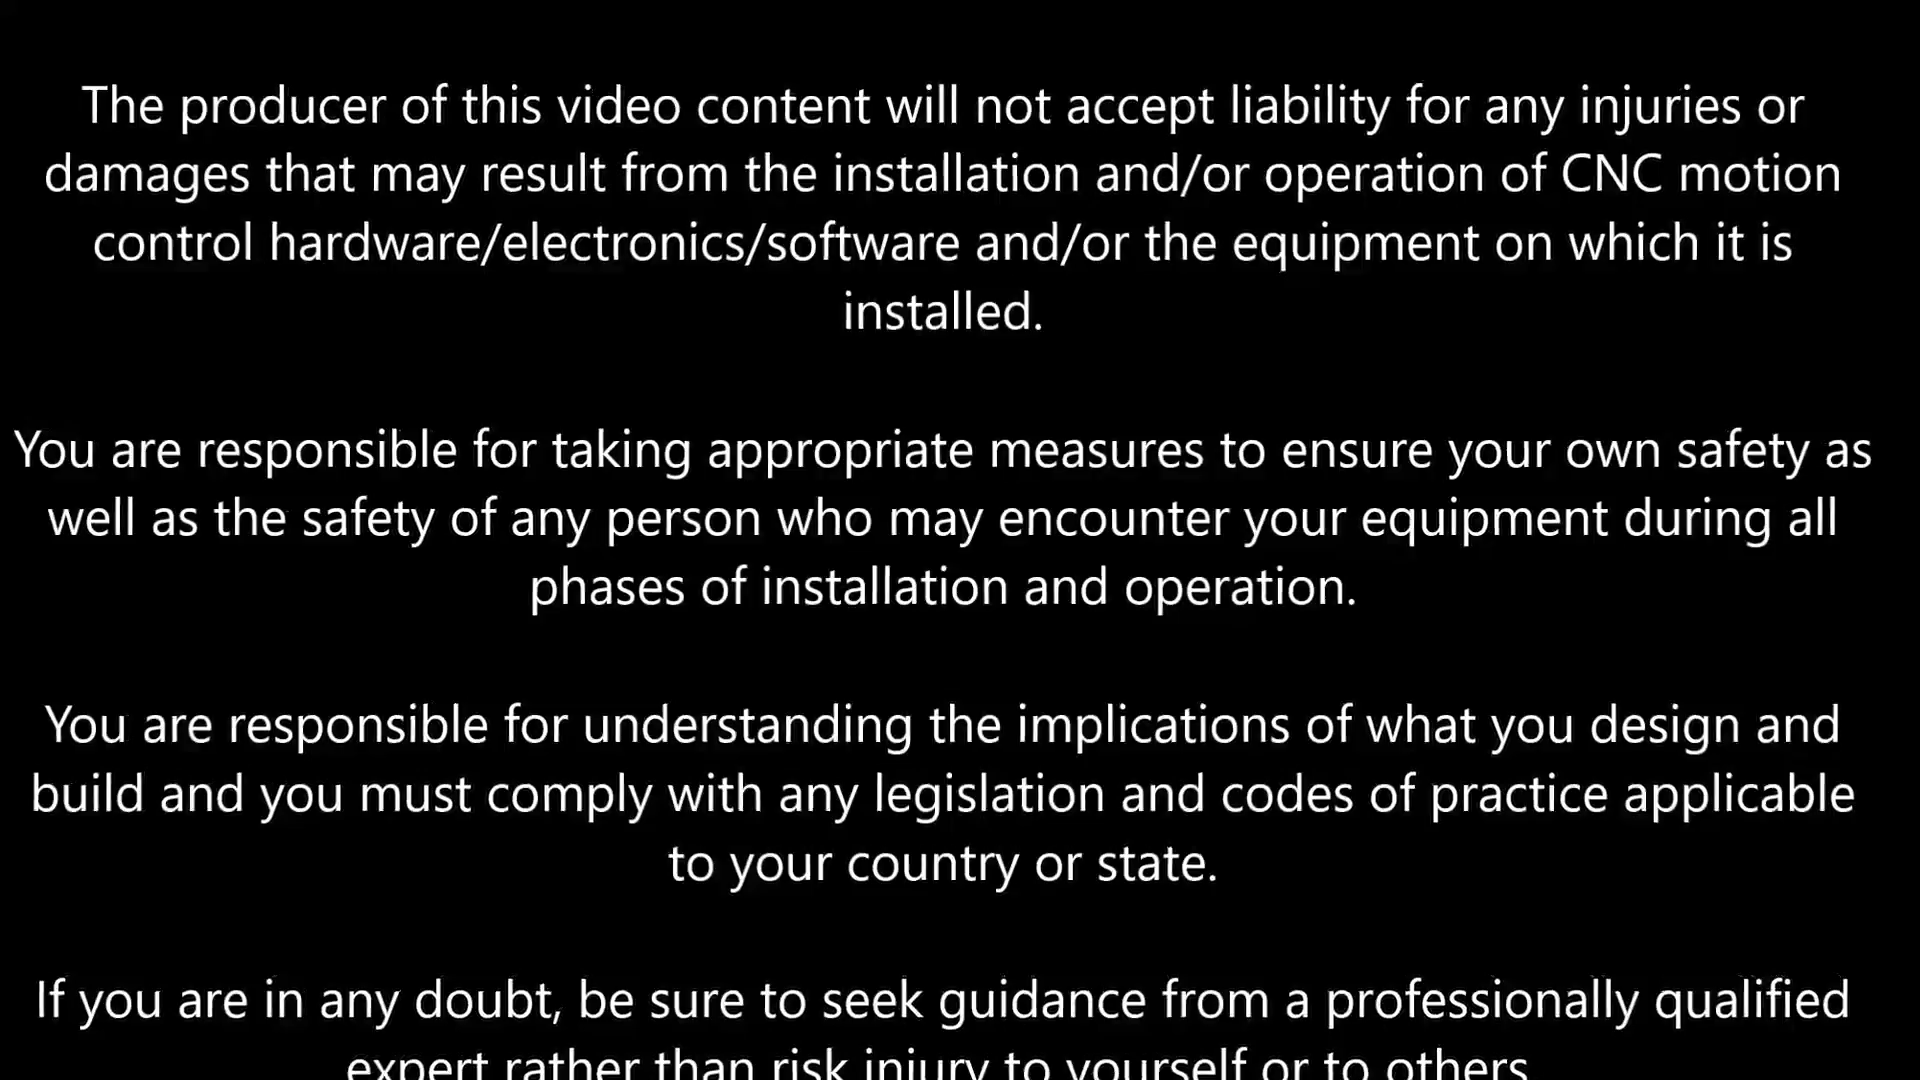 The producer of this video content will not accept liability for any injuries or
damages that may result from the installation and/or operation of CNC motion
control hardware/electronics/software and/or the equipment on which it is
installed.
You are responsible for taking appropriate measures to ensure your own safety as
well as the safety of any person who may encounter your equipment during all
phases of installation and operation.
You are responsible for understanding the implications of what you design and
build and you must comply with any legislation and codes of practice applicable
to your country or state.
If you are in any doubt, be sure to seek guidance from a professionally qualified
expert rather than risk injury to yourself or to others